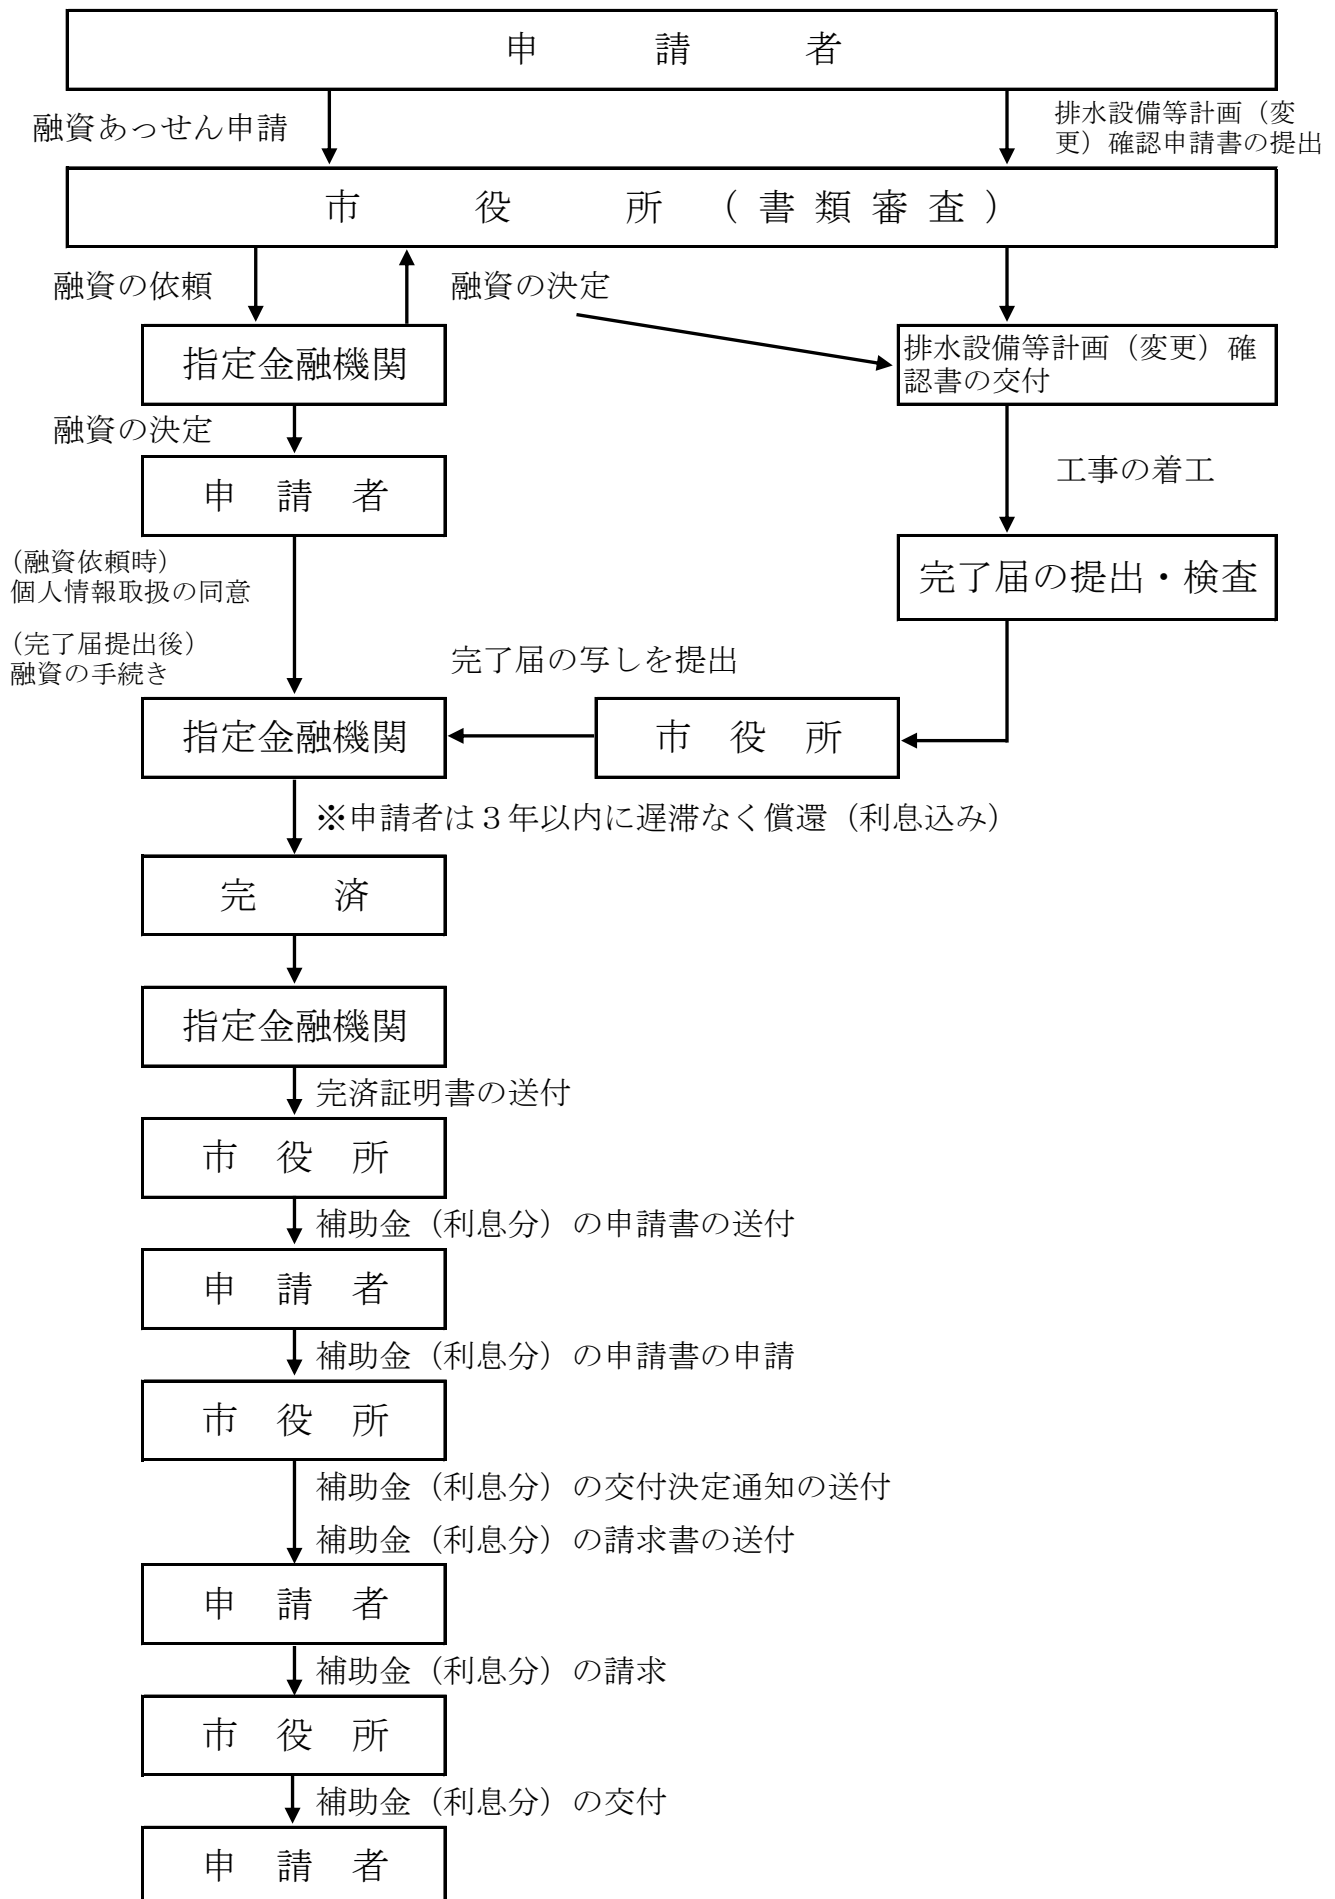 申請者
融資あっせん申請
排水設備等計画（変
更）確認申請書の提出
市役所（書類審査）
融資の依頼
融資の決定
指定金融機関
排水設備等計画（変更）確
認書の交付
融資の決定
工事の着工
申請者
（融資依頼時）
個人情報取扱の同意
完了届の提出・検査
（完了届提出後）
融資の手続き
完了届の写しを提出
指定金融機関
市役所
※申請者は３年以内に遅滞なく償還（利息込み）
完済
指定金融機関
完済証明書の送付
市役所
補助金（利息分）の申請書の送付
申請者
補助金（利息分）の申請書の申請
市役所
補助金（利息分）の交付決定通知の送付
補助金（利息分）の請求書の送付
申請者
補助金（利息分）の請求
市役所
補助金（利息分）の交付
申請者